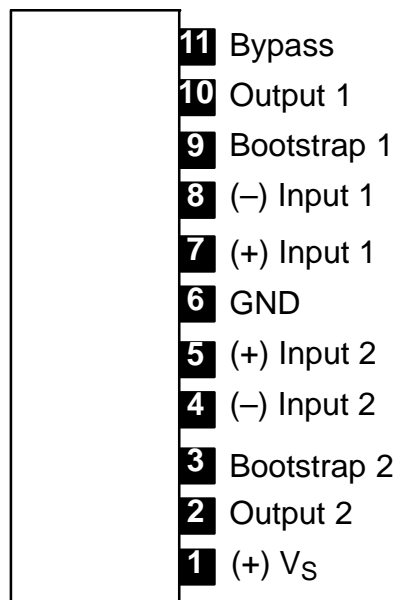 11 Bypass
10 Output 1
9 Bootstrap 1
8 (–) Input 1
7 (+) Input 1
6 GND
5 (+) Input 2
4 (–) Input 2
3 Bootstrap 2
2 Output 2
1 (+) VS